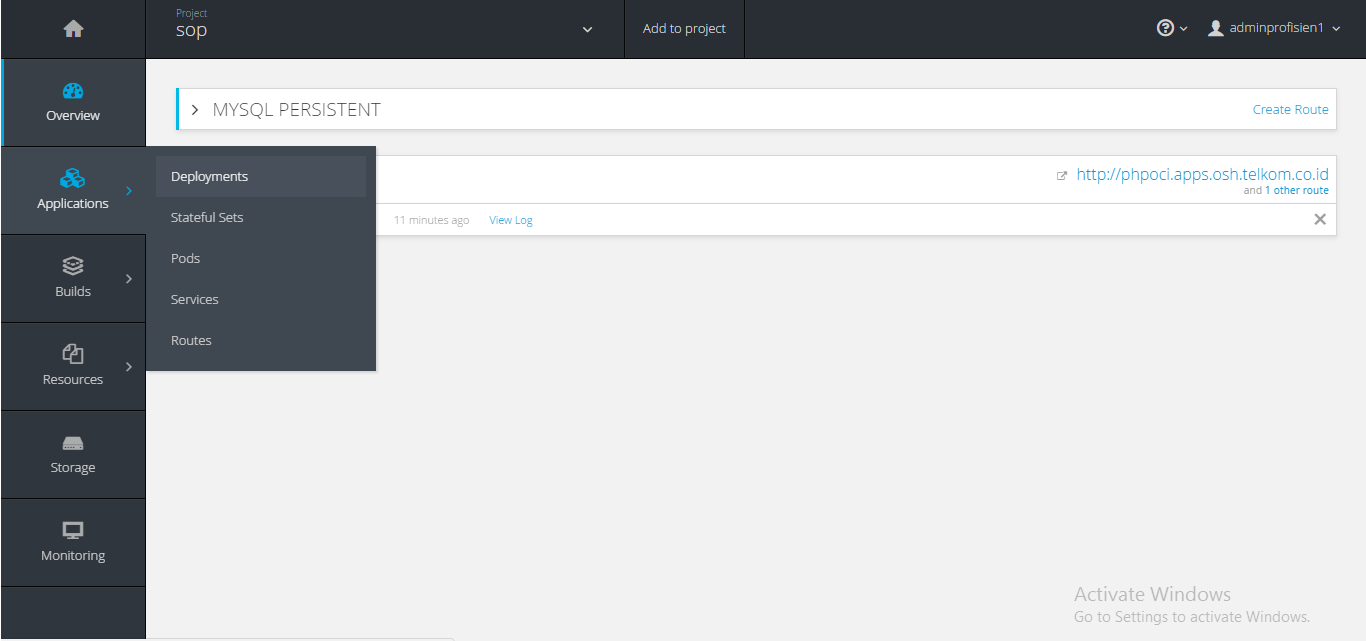 Project
sop
Add to project
adminprofisien1
Overview
Applications
Builds
Resources
Storage
Monitoring
Deployments
Stateful Sets
Pods
Services
Routes
MYSQL PERSISTENT
Create Route
http://phpoci.apps.osh.telkom.co.id
and 1 other route
11 minutes ago View Log
Activate Windows
Go to Settings to activate Windows.